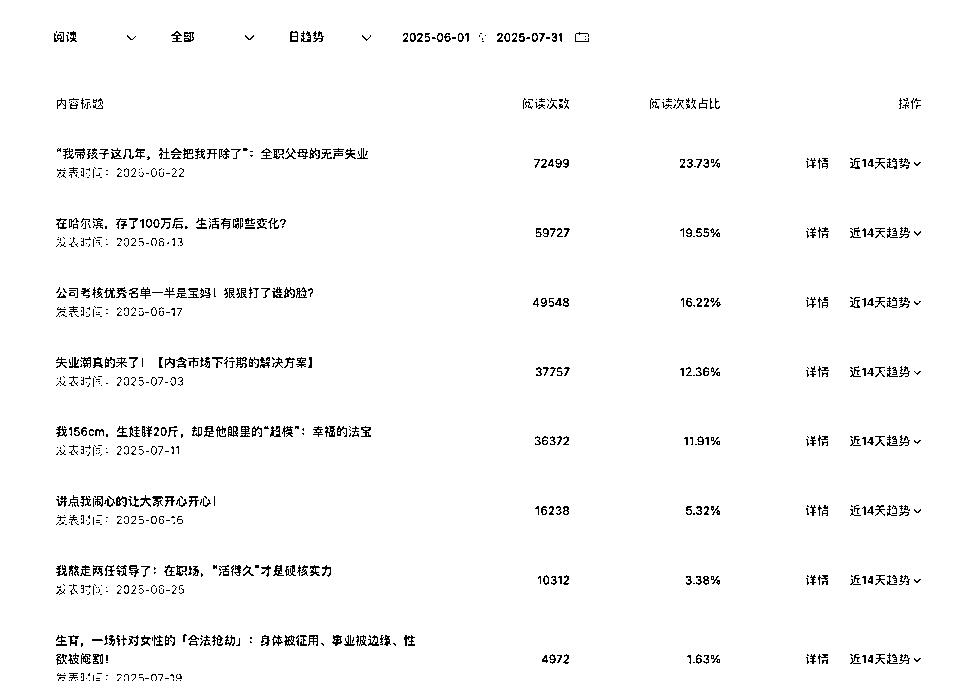 阅读 全部 日趋势 2025-06-01 至 2025-07-31
内容标题 阅读次数 阅读次数占比 操作
“我带孩子这几年，社会把我开除了”：全职父母的无声失业
72499 23.73% 详情 近14天趋势
发表时间：2025-06-22
在哈尔滨，存了100万后，生活有哪些变化？
59727 19.55% 详情 近14天趋势
发表时间：2025-06-13
公司考核优秀名单一半是宝妈！狠狠打了谁的脸？
49548 16.22% 详情 近14天趋势
发表时间：2025-06-17
失业潮真的来了！【内含市场下行期的解决方案】
37757 12.36% 详情 近14天趋势
发表时间：2025-07-03
我156cm，生娃胖20斤，却是他眼里的“超模”：幸福的法宝
36372 11.91% 详情 近14天趋势
发表时间：2025-07-11
讲点我闹心的让大家开心开心！
16238 5.32% 详情 近14天趋势
发表时间：2025-06-16
我熬走两任领导了：在职场，“活得久”才是硬核实力
10312 3.38% 详情 近14天趋势
发表时间：2025-06-25
生育，一场针对女性的「合法抢劫」：身体被征用、事业被边缘、性
欲被阉割！
4972 1.63% 详情 近14天趋势
发表时间：2025-07-19